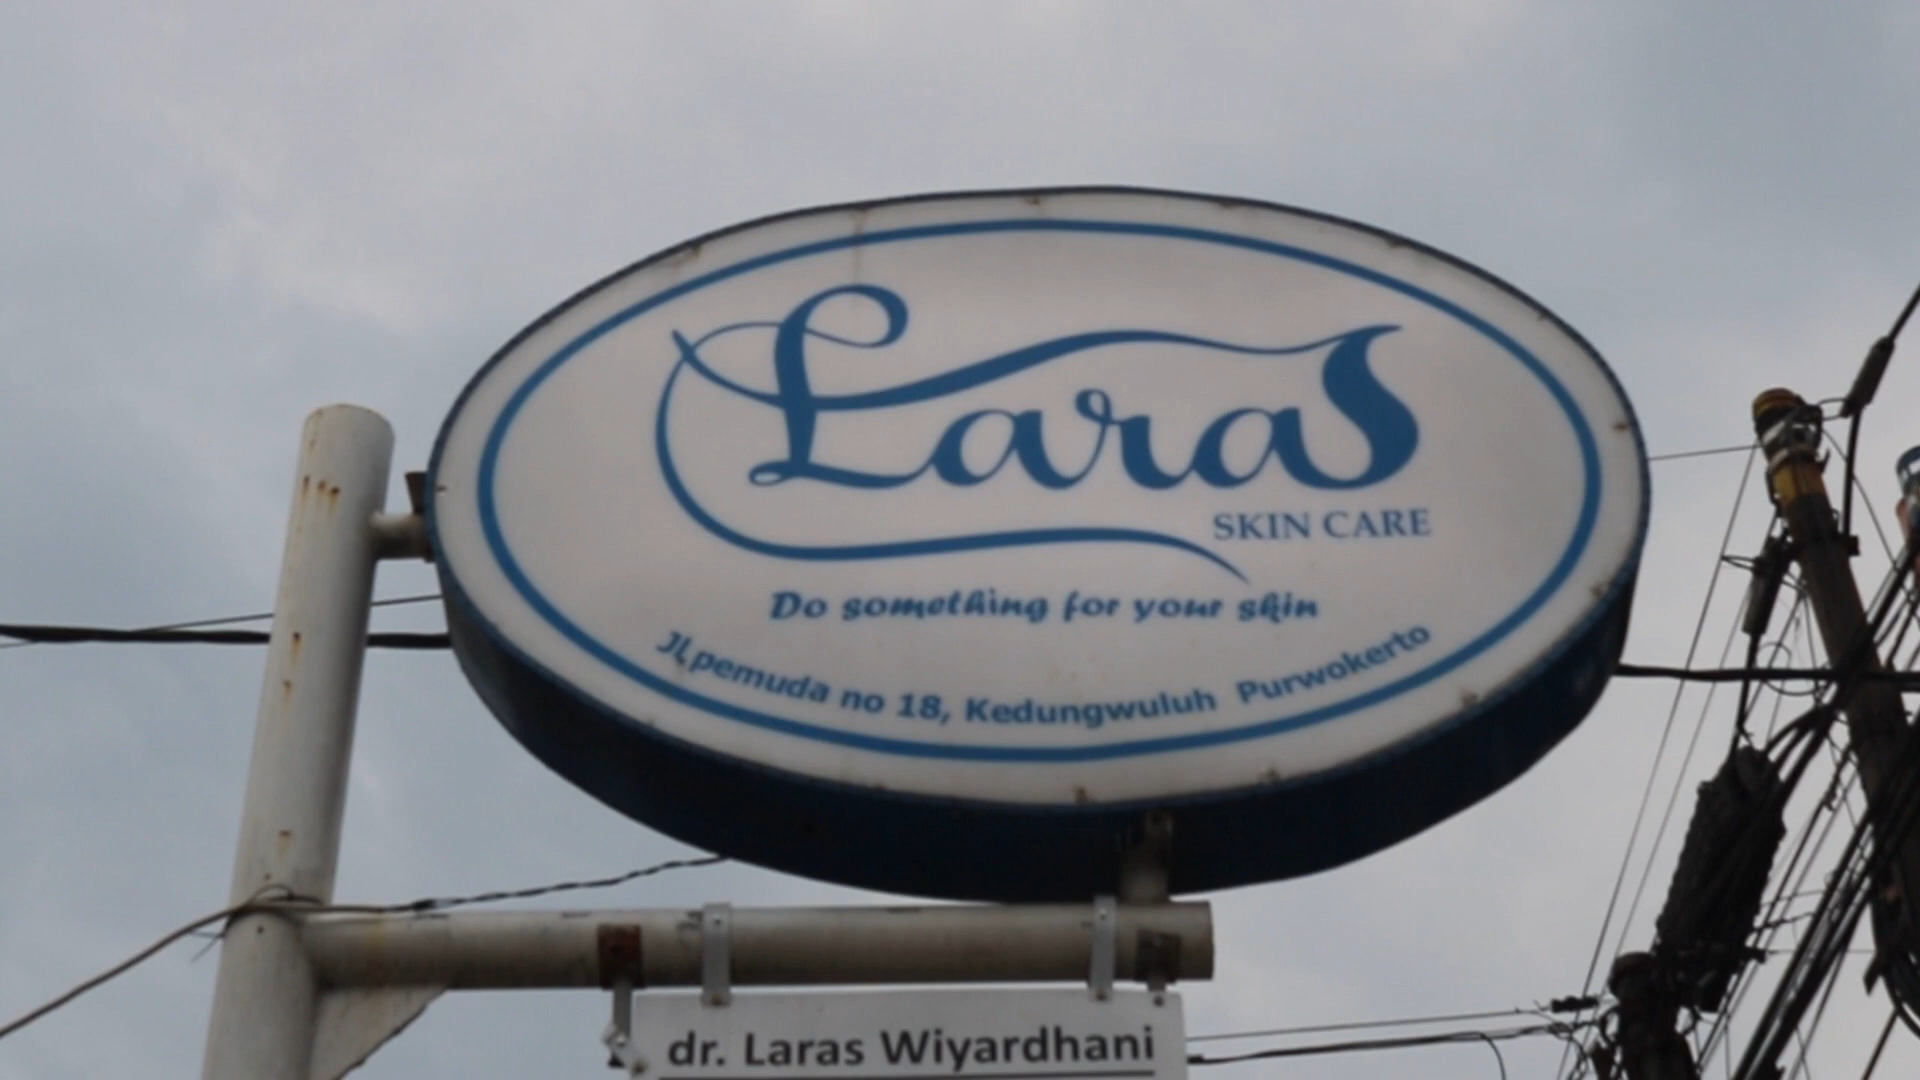 Laras
SKIN CARE
Do something for your skin
Jl,pemuda no 18, Kedungwuluh Purwokerto
dr. Laras Wiyardhani